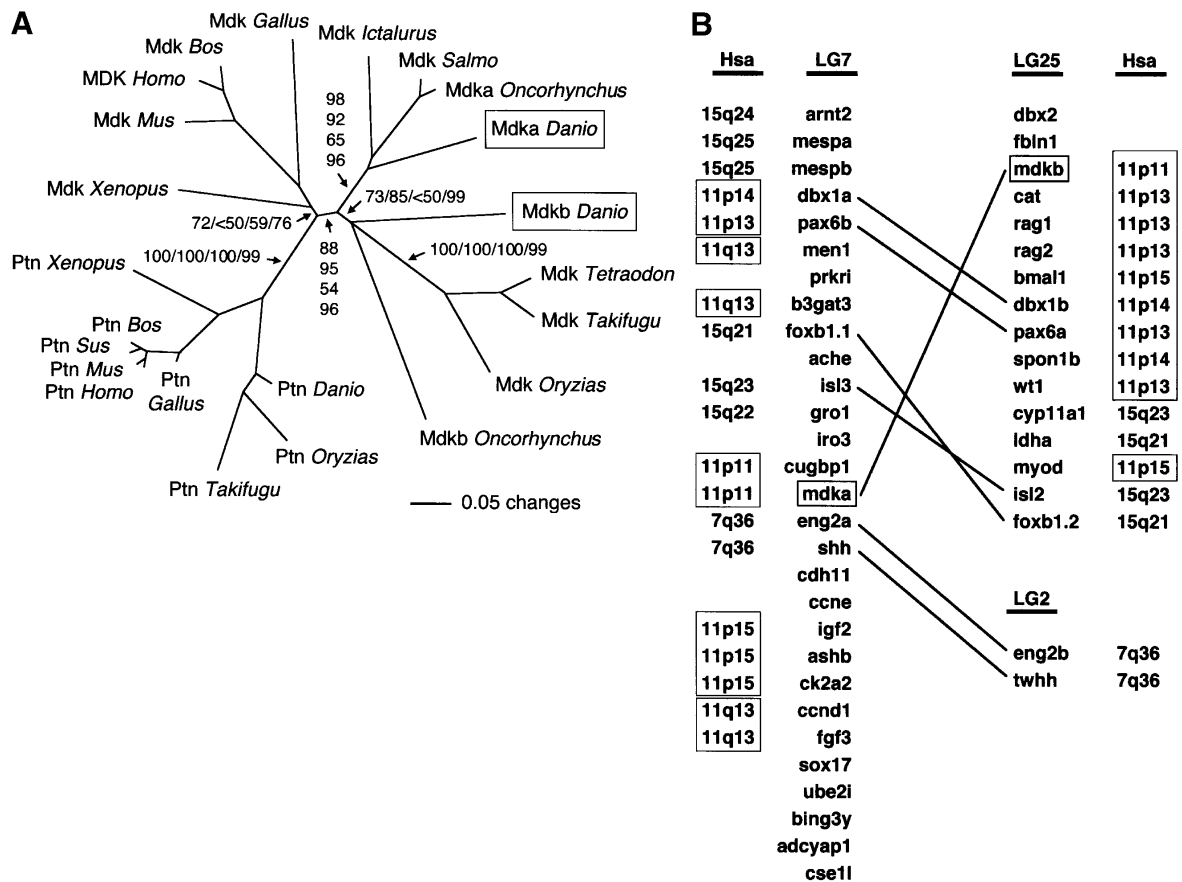 A
Mdk Gallus
Mdk Ictalurus
Mdk Bos
Mdk Salmo
MDK Homo
Mdka Oncorhynchus
98
92
65
96
Mdk Mus
Mdka Danio
Mdk Xenopus
73/85/<50/99
Mdkb Danio
72/<50/59/76
88
95
54
96
100/100/100/99
100/100/100/99
Ptn Xenopus
Mdk Tetraodon
Mdk Takifugu
Ptn Bos
Ptn Sus
Ptn Mus
Ptn Homo
Ptn Gallus
Ptn Danio
Mdk Oryzias
Mdkb Oncorhynchus
Ptn Oryzias
Ptn Takifugu
0.05 changes
B
Hsa LG7
15q24 arnt2
15q25 mespa
15q25 mespb
11p14 dbx1a
11p13 pax6b
11q13 men1
prkri
11q13 b3gat3
15q21 foxb1.1
ache
15q23 isl3
15q22 gro1
iro3
11p11 cugbp1
11p11 mdka
7q36 eng2a
7q36 shh
cdh11
ccne
11p15 igf2
11p15 ashb
11p15 ck2a2
11q13 ccnd1
11q13 fgf3
sox17
ube2i
bing3y
adcyap1
cse1l
LG25 Hsa
dbx2
fbln1
mdkb 11p11
cat 11p13
rag1 11p13
rag2 11p13
bmal1 11p15
dbx1b 11p14
pax6a 11p13
spon1b 11p14
wt1 11p13
cyp11a1 15q23
idha 15q21
myod 11p15
isl2 15q23
foxb1.2 15q21
LG2
eng2b 7q36
twhh 7q36